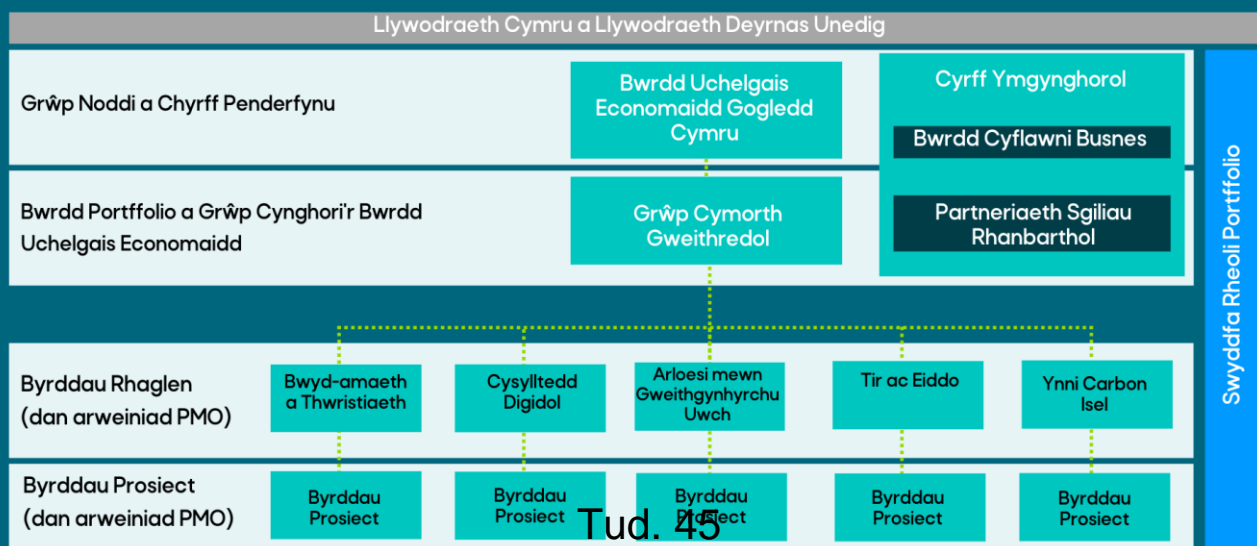 Llywodraeth Cymru a Llywodraeth Deyrnas Unedig
Grŵp Noddi a Chyrff Penderfynu
Bwrdd Uchelgais
Economaidd Gogledd
Cymru
Cyrff Ymgynghorol
Bwrdd Cyflawni Busnes
Partneriaeth Sgiliau
Rhanbarthol
Bwrdd Portffolio a Grŵp Cynghori'r Bwrdd
Uchelgais Economaidd
Grŵp Cymorth
Gweithredol
Swyddfa Rheoli Portffolio
Byrddau Rhaglen
(dan arweiniad PMO)
Bwyd-amaeth
a Thwristiaeth
Cysylltedd
Digidol
Arloesi mewn
Gweithgynhyrchu
Uwch
Tir ac Eiddo
Ynni Carbon
Isel
Byrddau Prosiect
(dan arweiniad PMO)
Byrddau
Prosiect
Byrddau
Prosiect
Byrddau
Prosiect
Byrddau
Prosiect
Byrddau
Prosiect
Tud. 45